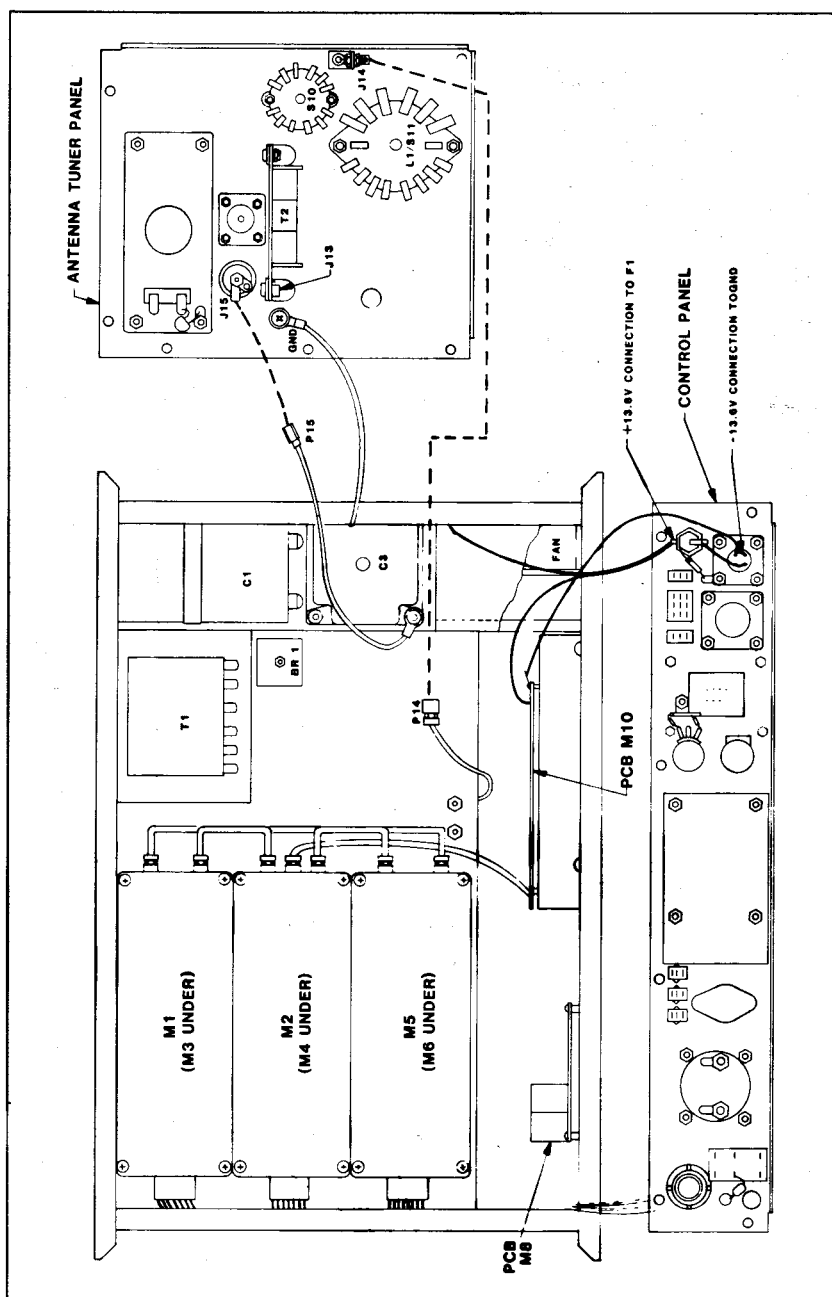 ANTENNA TUNER PANEL
S10
J14
L1/S11
T2
J13
J15
GND
P15
C1
C3
FAN
T1
BR 1
P14
PCB M10
M1
(M3 UNDER)
M2
(M4 UNDER)
M5
(M6 UNDER)
PCB
M8
+13.6V CONNECTION TO F1
CONTROL PANEL
-13.6V CONNECTION TOGND